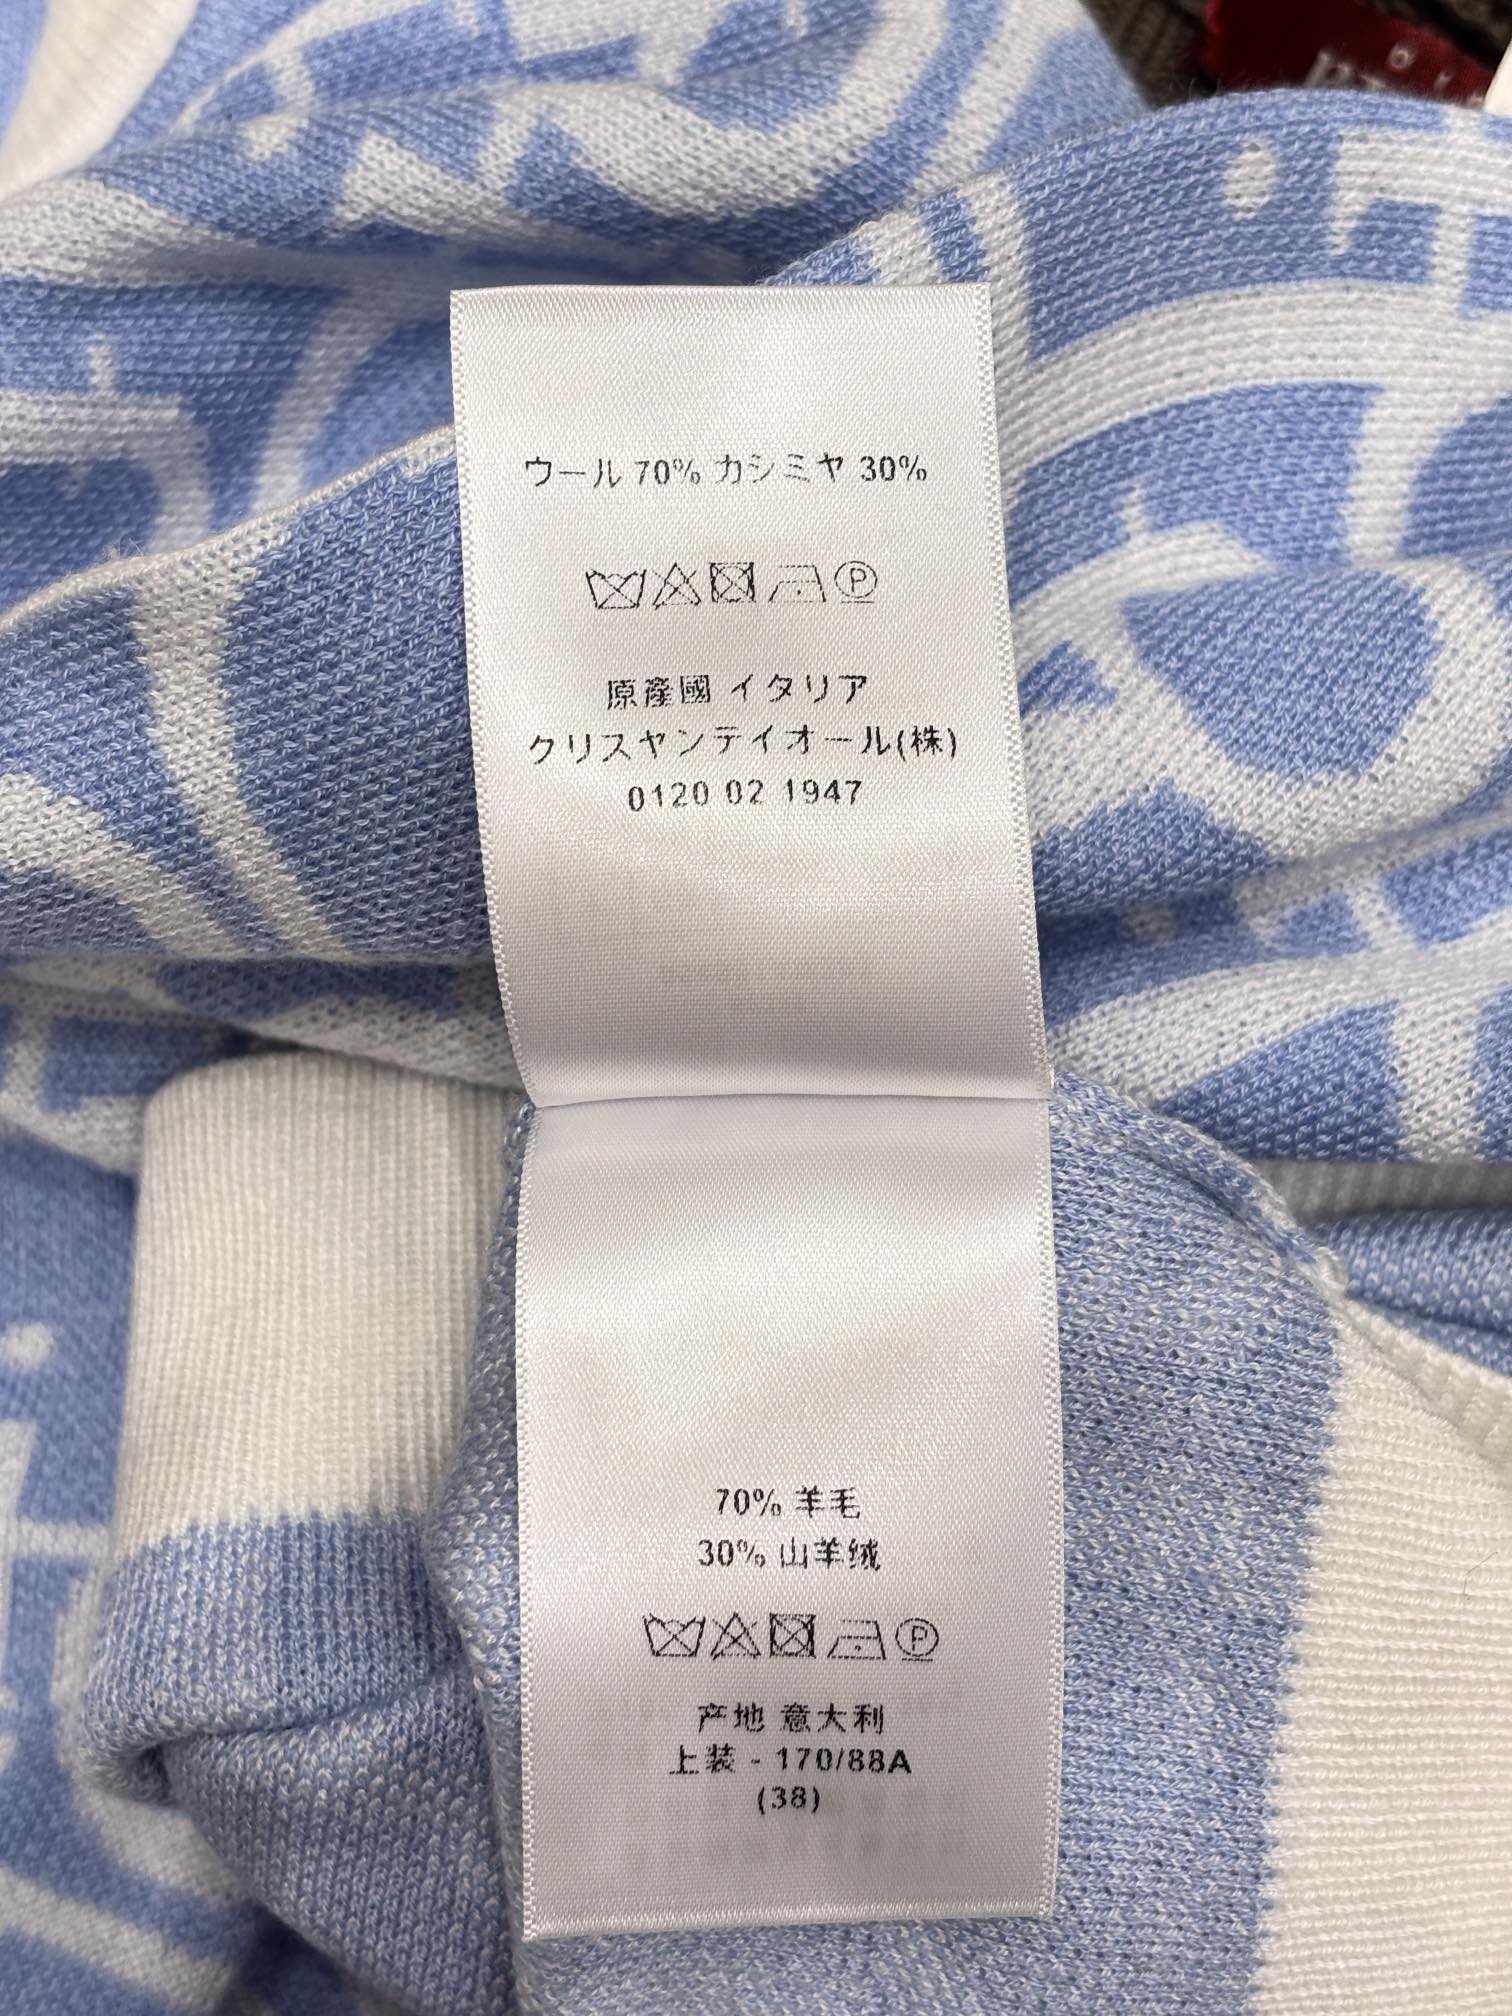 ウール 70% カシミヤ 30%
P
原産國 イタリア
クリスヤンテイオール(株)
0120 02 1947
70% 羊毛
30% 山羊绒
P
产地 意大利
上装 - 170/88A
(38)